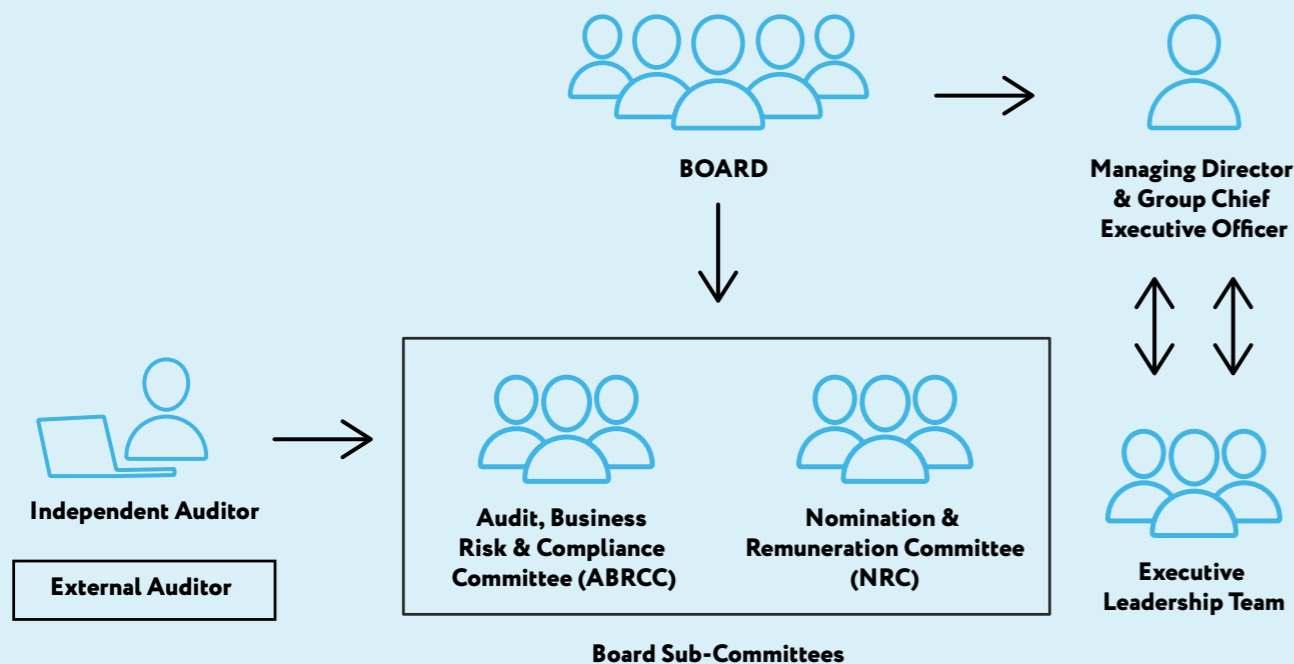 BOARD
Managing Director
& Group Chief
Executive Officer
Independent Auditor
External Auditor
Audit, Business
Risk & Compliance
Committee (ABRCC)
Nomination &
Remuneration Committee
(NRC)
Executive
Leadership Team
Board Sub-Committees